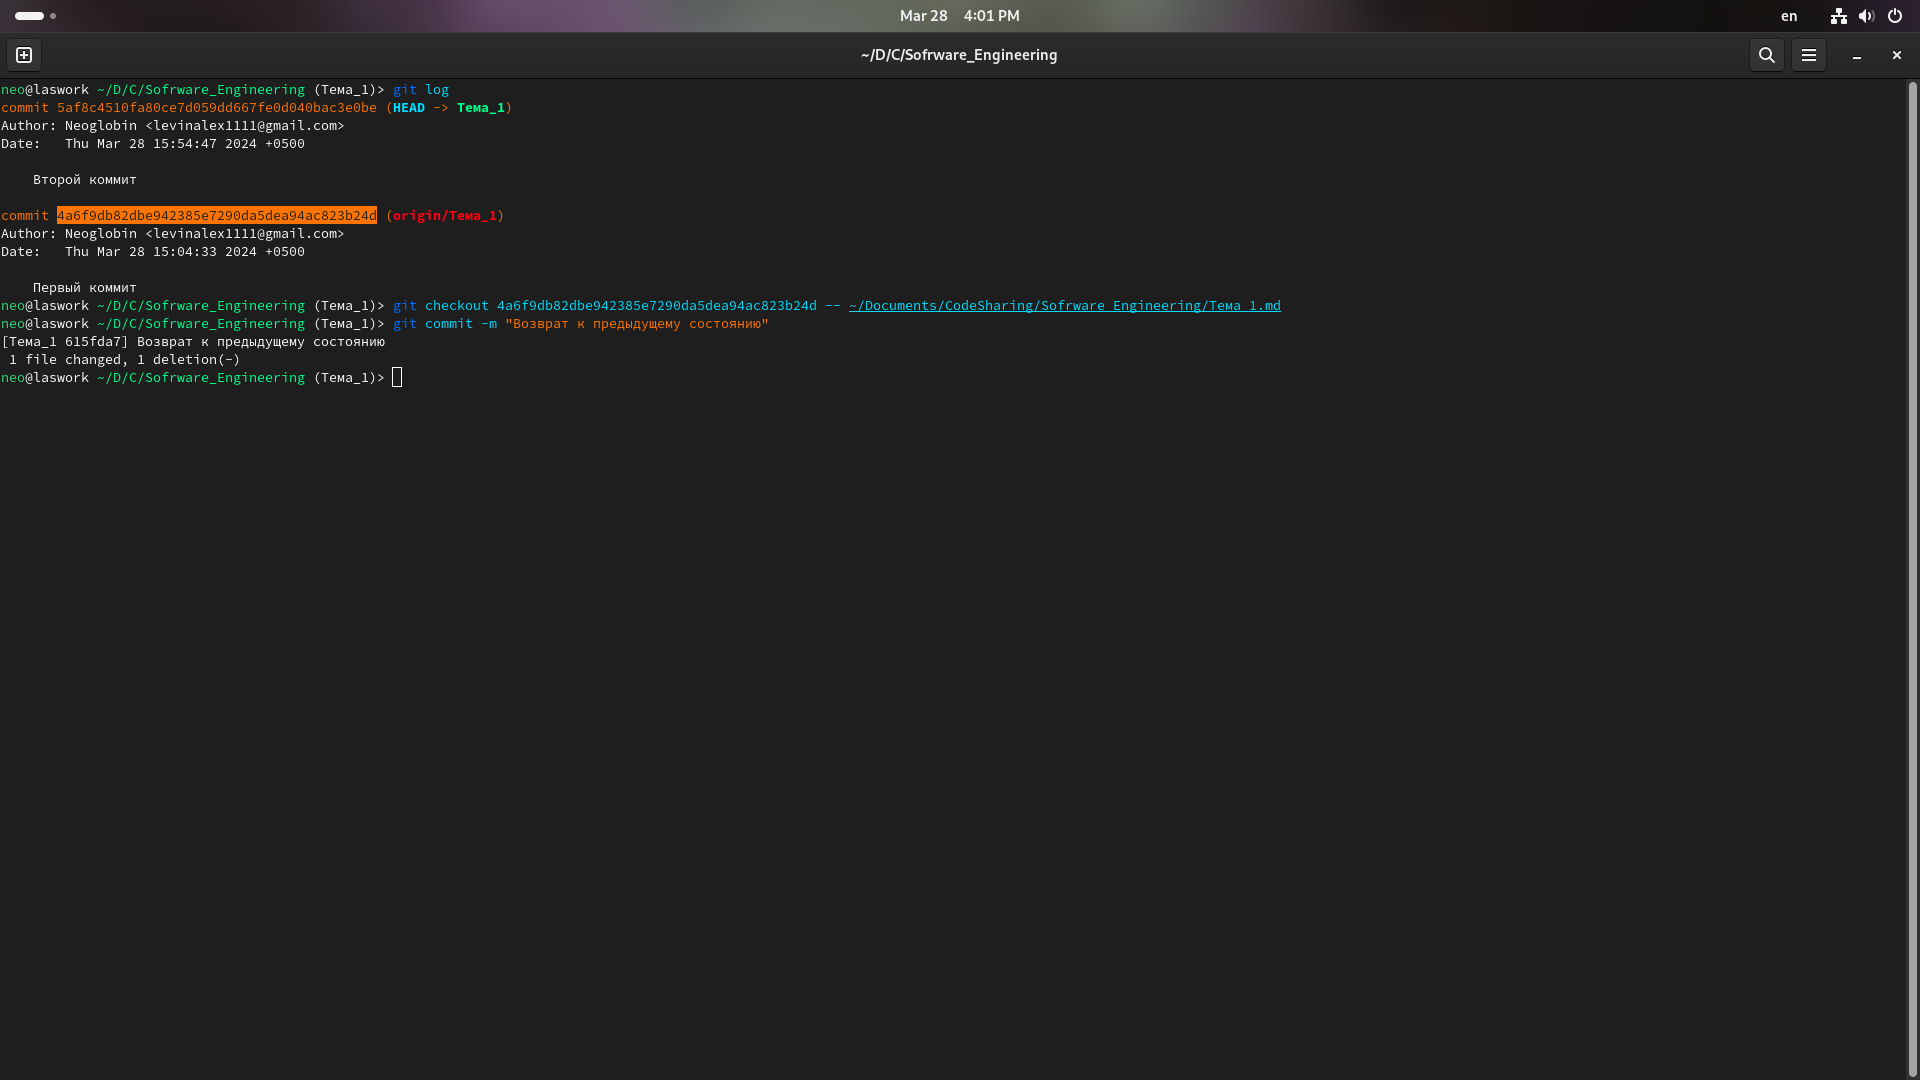 Mar 28 4:01 PM
en
~/D/C/Sofrware_Engineering
neo@laswork ~/D/C/Sofrware_Engineering (Тема_1)> git log
commit 5af8c4510fa80ce7d059dd667fe0d040bac3e0be (HEAD -> Тема_1)
Author: Neoglobin <levinalex1111@gmail.com>
Date:   Thu Mar 28 15:54:47 2024 +0500
Второй коммит
commit 4a6f9db82dbe942385e7290da5dea94ac823b24d (origin/Тема_1)
Author: Neoglobin <levinalex1111@gmail.com>
Date:   Thu Mar 28 15:04:33 2024 +0500
Первый коммит
neo@laswork ~/D/C/Sofrware_Engineering (Тема_1)> git checkout 4a6f9db82dbe942385e7290da5dea94ac823b24d -- ~/Documents/CodeSharing/Sofrware_Engineering/Тема_1.md
neo@laswork ~/D/C/Sofrware_Engineering (Тема_1)> git commit -m "Возврат к предыдущему состоянию"
[Тема_1 615fda7] Возврат к предыдущему состоянию
1 file changed, 1 deletion(-)
neo@laswork ~/D/C/Sofrware_Engineering (Тема_1)>